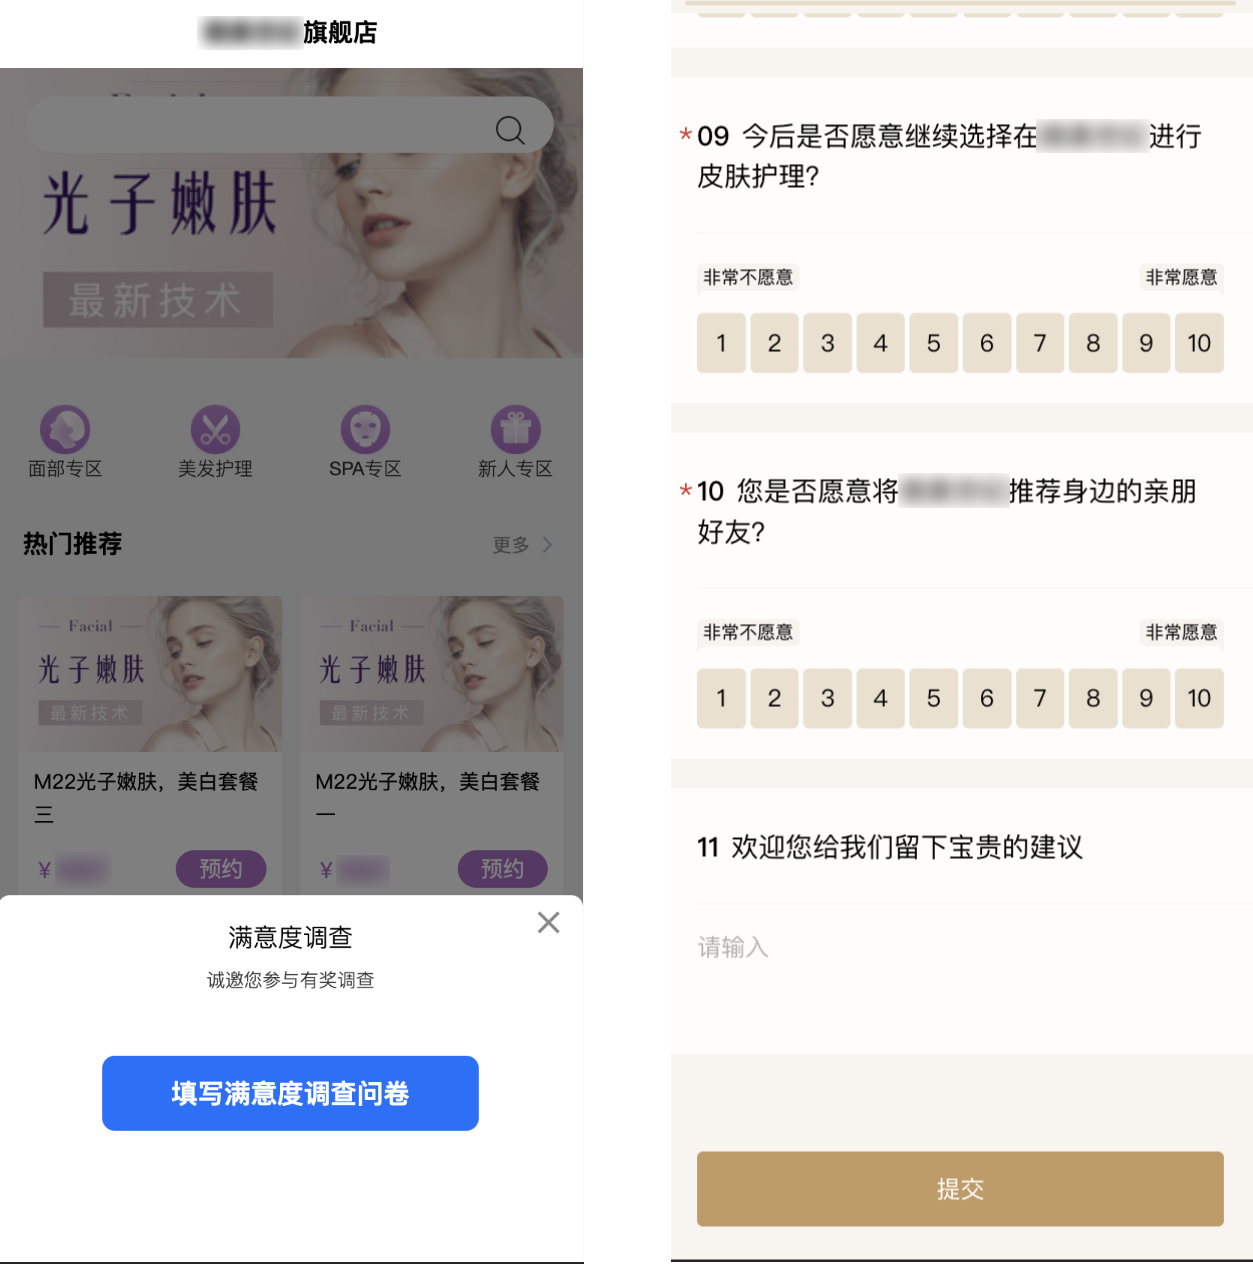 旗舰店
光子嫩肤
最新技术
面部专区
美发护理
SPA专区
新人专区
热门推荐
更多
Facial
光子嫩肤
最新技术
M22光子嫩肤，美白套餐
三
¥
预约
Facial
光子嫩肤
最新技术
M22光子嫩肤，美白套餐
一
¥
预约
满意度调查
诚邀您参与有奖调查
填写满意度调查问卷
*09 今后是否愿意继续选择在进行
皮肤护理?
非常不愿意
非常愿意
1 2 3 4 5 6 7 8 9 10
*10 您是否愿意将推荐身边的亲朋
好友?
非常不愿意
非常愿意
1 2 3 4 5 6 7 8 9 10
11 欢迎您给我们留下宝贵的建议
请输入
提交